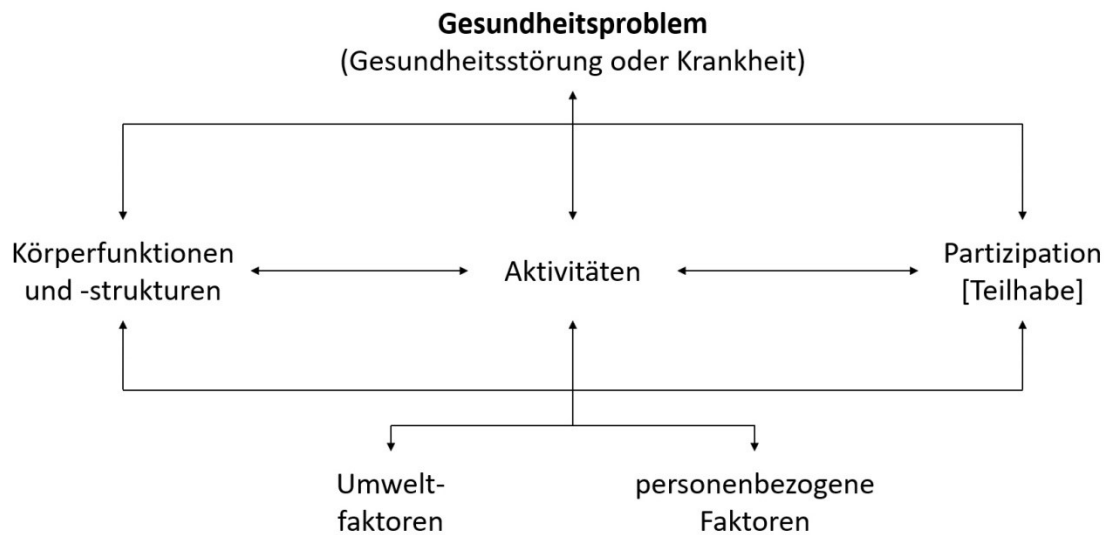 Gesundheitsproblem
(Gesundheitsstörung oder Krankheit)
Körperfunktionen
und -strukturen
Aktivitäten
Partizipation
[Teilhabe]
Umwelt-
faktoren
personenbezogene
Faktoren